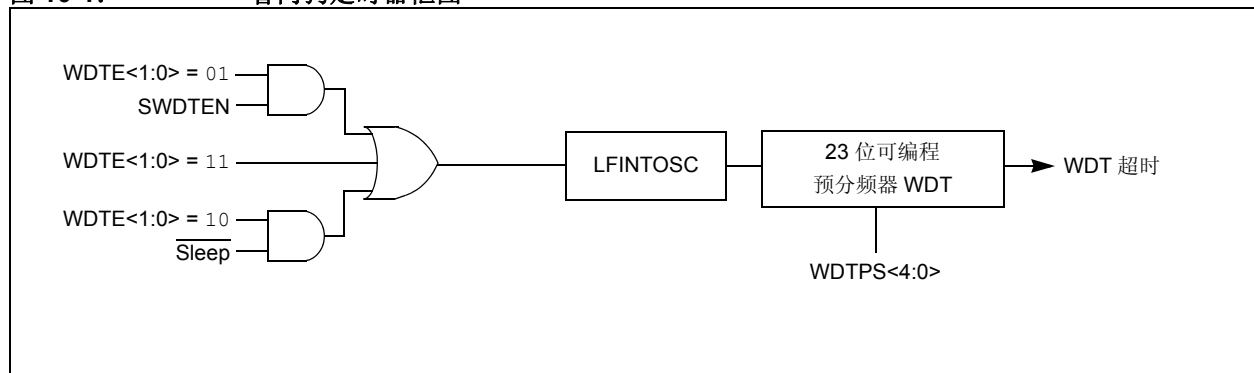 WDTE<1:0> = 01
SWDTEN
WDTE<1:0> = 11
WDTE<1:0> = 10
Sleep
LFINTOSC
23 位可编程
预分频器 WDT
WDT 超时
WDTPS<4:0>